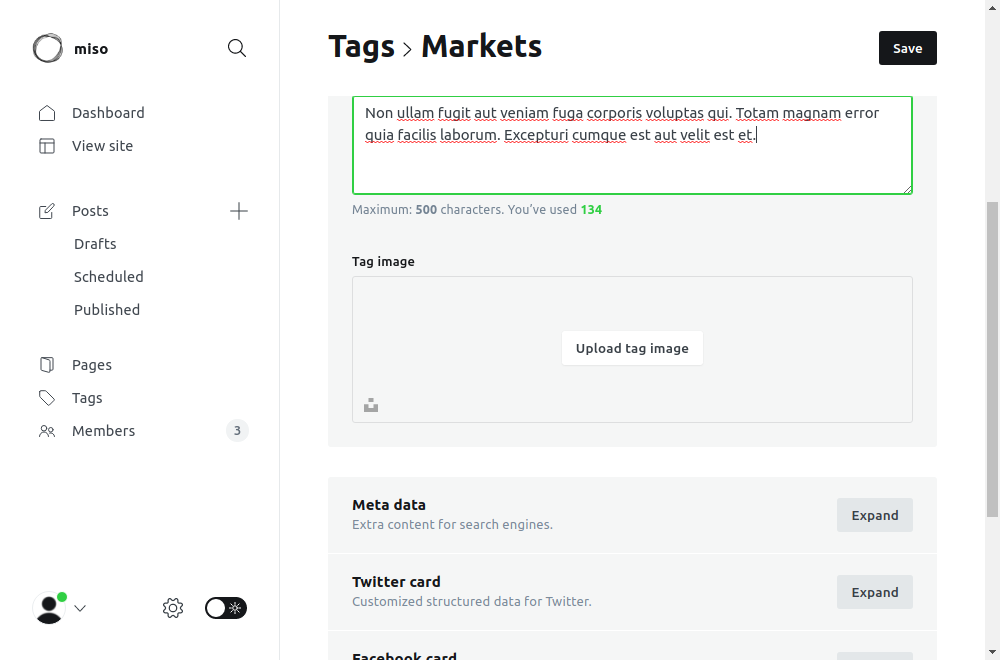 miso
Dashboard
View site
Posts
Drafts
Scheduled
Published
Pages
Tags
Members
3
Tags
Markets
Save
Non ullam fugit aut veniam fuga corporis voluptas qui. Totam magnam error
quia facilis laborum. Excepturi cumque est aut velit est et.
Maximum: 500 characters. You've used 134
Tag image
Upload tag image
Meta data
Extra content for search engines.
Expand
Twitter card
Customized structured data for Twitter.
Expand
Facebook card